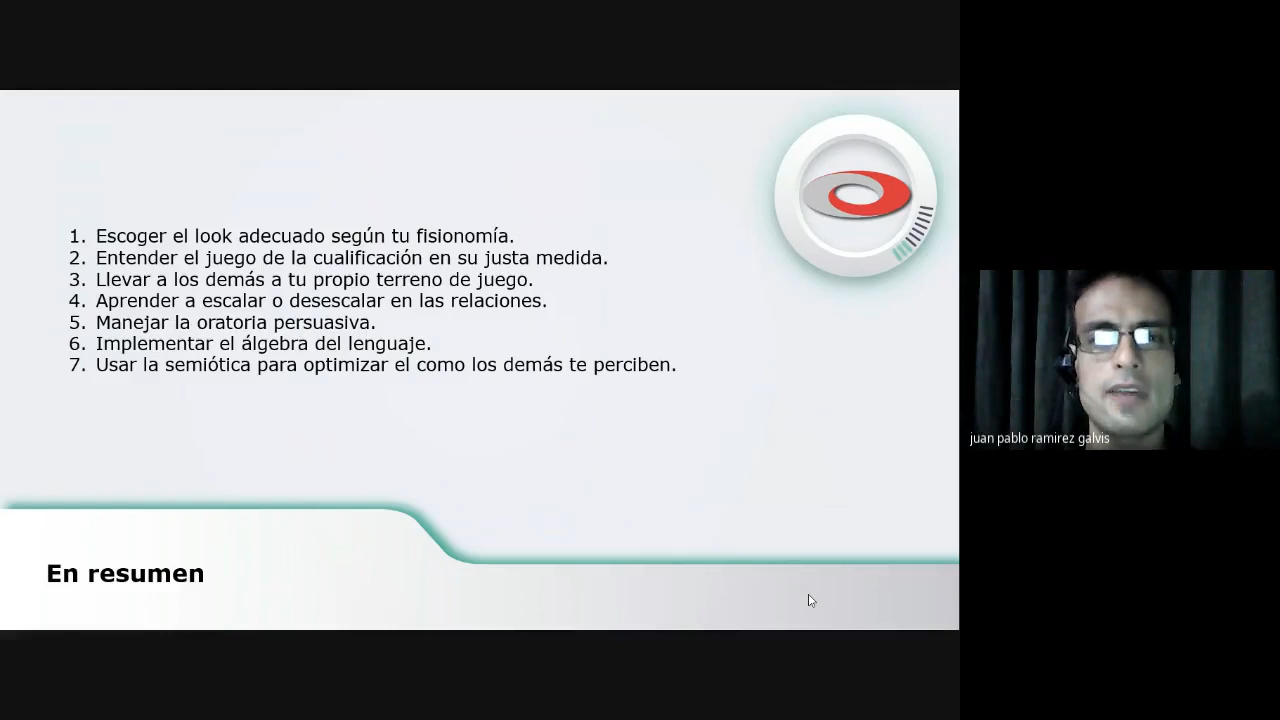 1. Escoger el look adecuado según tu fisionomía.
2. Entender el juego de la cualificación en su justa medida.
3. Llevar a los demás a tu propio terreno de juego.
4. Aprender a escalar o desescalar en las relaciones.
5. Manejar la oratoria persuasiva.
6. Implementar el álgebra del lenguaje.
7. Usar la semiótica para optimizar el como los demás te perciben.
En resumen
juan pablo ramirez galvis